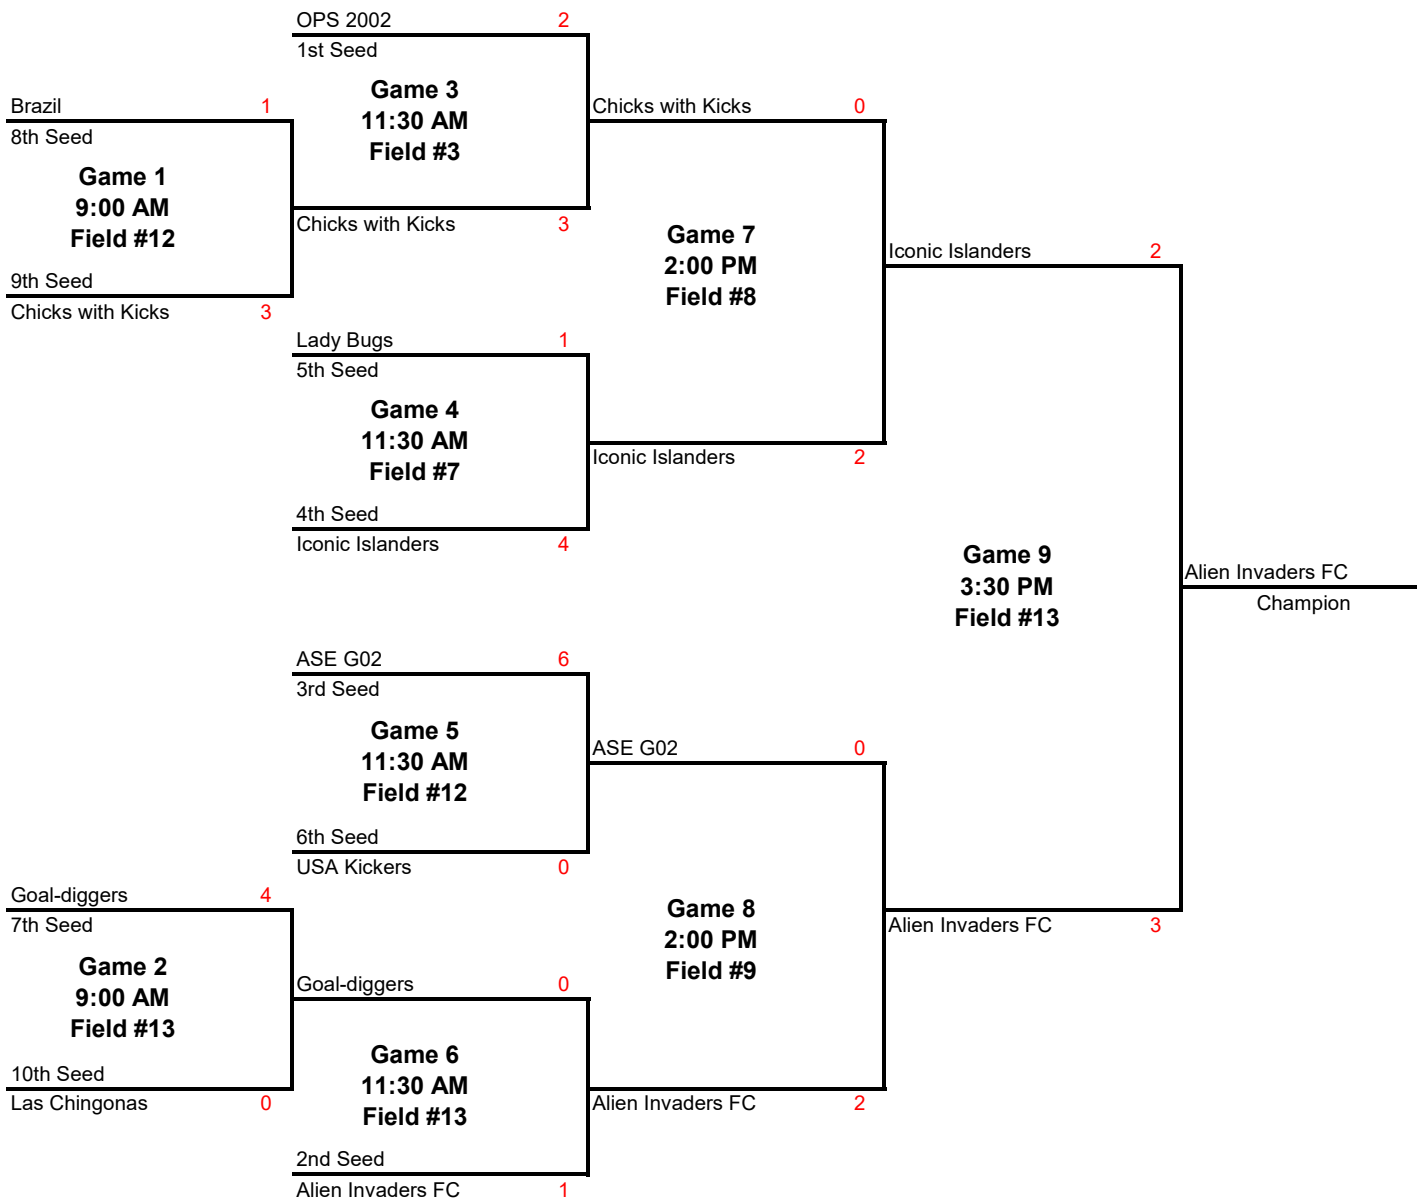 OPS 2002 2
1st Seed
Game 3
11:30 AM
Field #3
Brazil 1
8th Seed
Game 1
9:00 AM
Field #12
9th Seed
Chicks with Kicks 3
Chicks with Kicks 3
Chicks with Kicks 0
Game 7
2:00 PM
Field #8
Lady Bugs 1
5th Seed
Game 4
11:30 AM
Field #7
4th Seed
Iconic Islanders 4
Iconic Islanders 2
Iconic Islanders 2
Game 9
3:30 PM
Field #13
Alien Invaders FC
Champion
ASE G02 6
3rd Seed
Game 5
11:30 AM
Field #12
6th Seed
USA Kickers 0
ASE G02 0
Game 8
2:00 PM
Field #9
Alien Invaders FC 3
Goal-diggers 4
7th Seed
Game 2
9:00 AM
Field #13
10th Seed
Las Chingonas 0
Goal-diggers 0
Game 6
11:30 AM
Field #13
2nd Seed
Alien Invaders FC 1
Alien Invaders FC 2